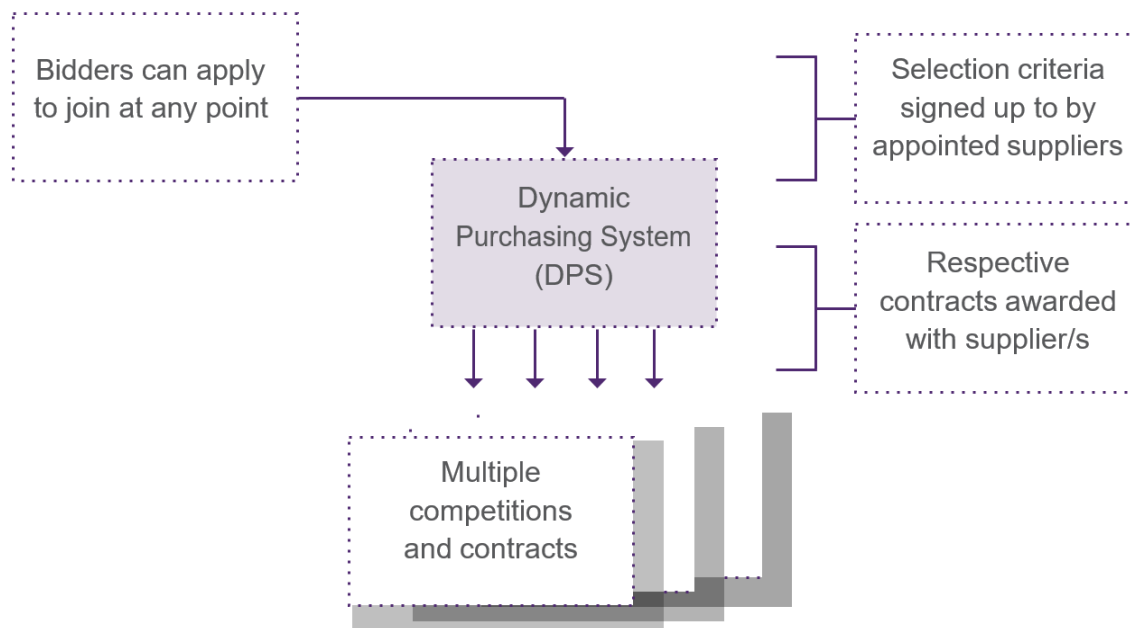 Bidders can apply
to join at any point
Selection criteria
signed up to by
appointed suppliers
Dynamic
Purchasing System
(DPS)
Respective
contracts awarded
with supplier/s
Multiple
competitions
and contracts